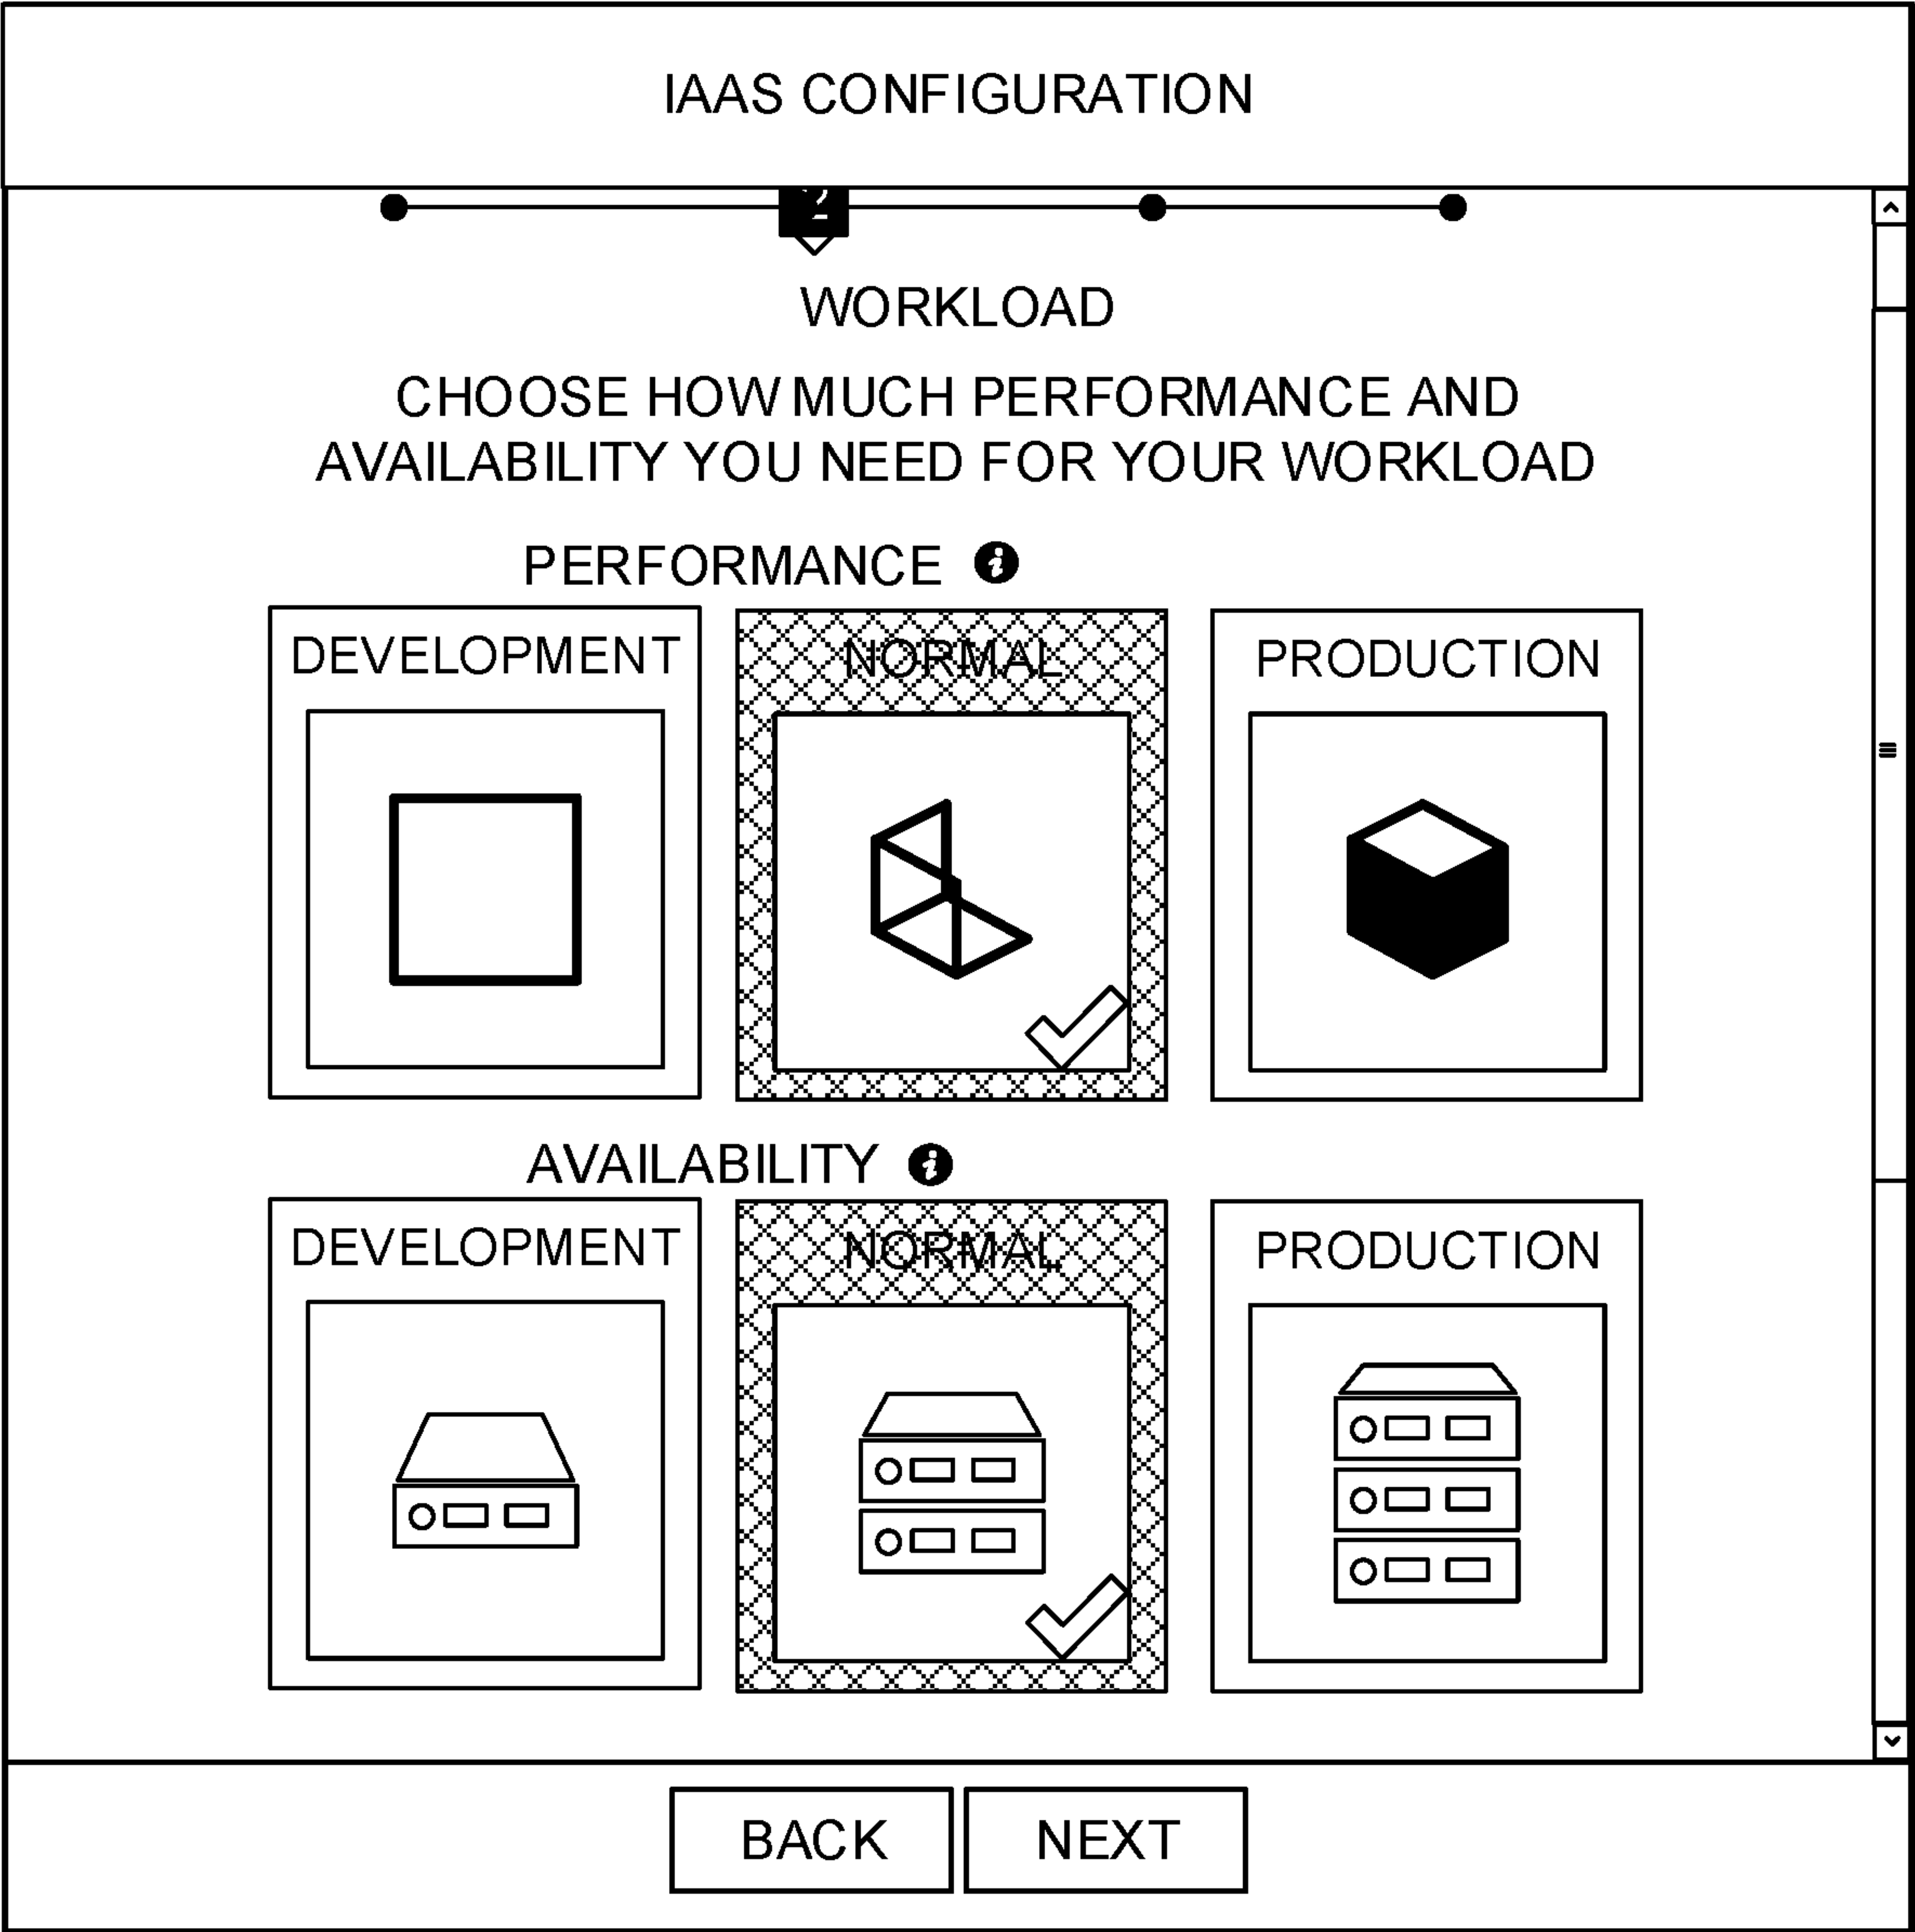 IAAS CONFIGURATION
2
WORKLOAD
CHOOSE HOW MUCH PERFORMANCE AND
AVAILABILITY YOU NEED FOR YOUR WORKLOAD
PERFORMANCE i
DEVELOPMENT NORMAL PRODUCTION
AVAILABILITY i
DEVELOPMENT NORMAL PRODUCTION
BACK NEXT